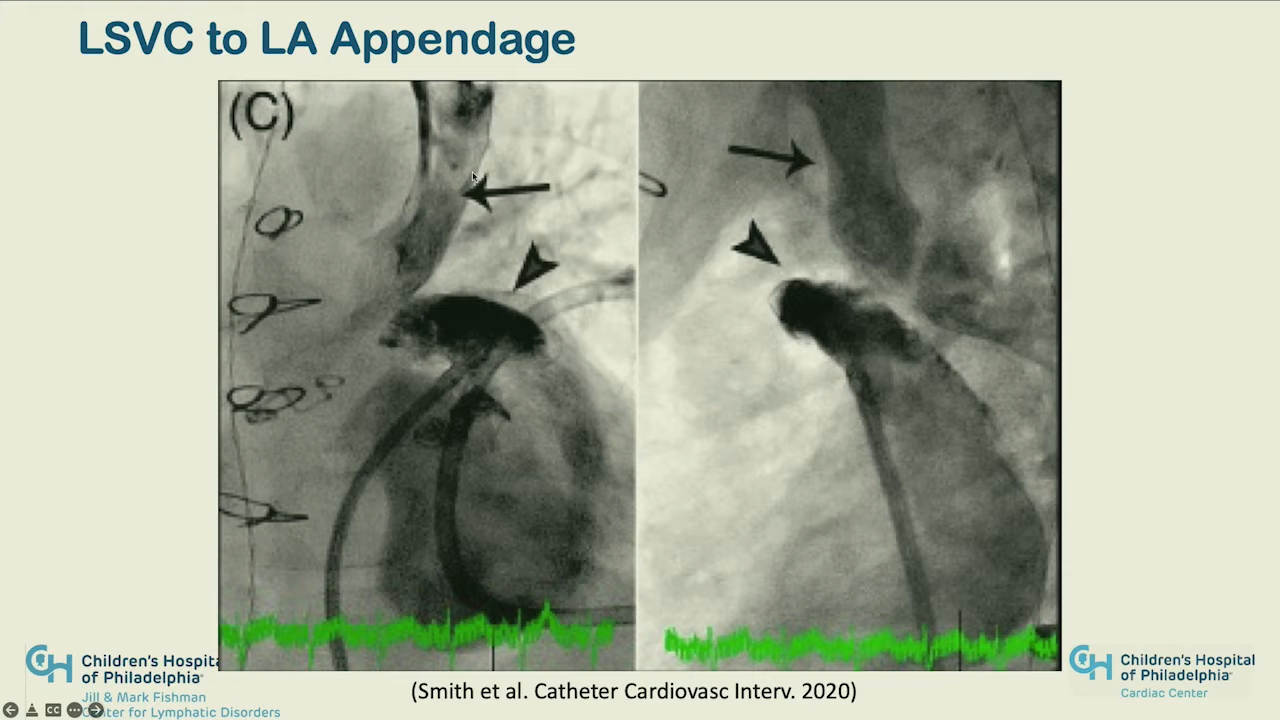 LSVC to LA Appendage
(C)
Children's Hospita
of Philadelphia
Jill & Mark Fishman
Center for Lymphatic Disorders
(Smith et al. Catheter Cardiovasc Interv. 2020)
CH
Children's Hospital
of Philadelphia
Cardiac Center